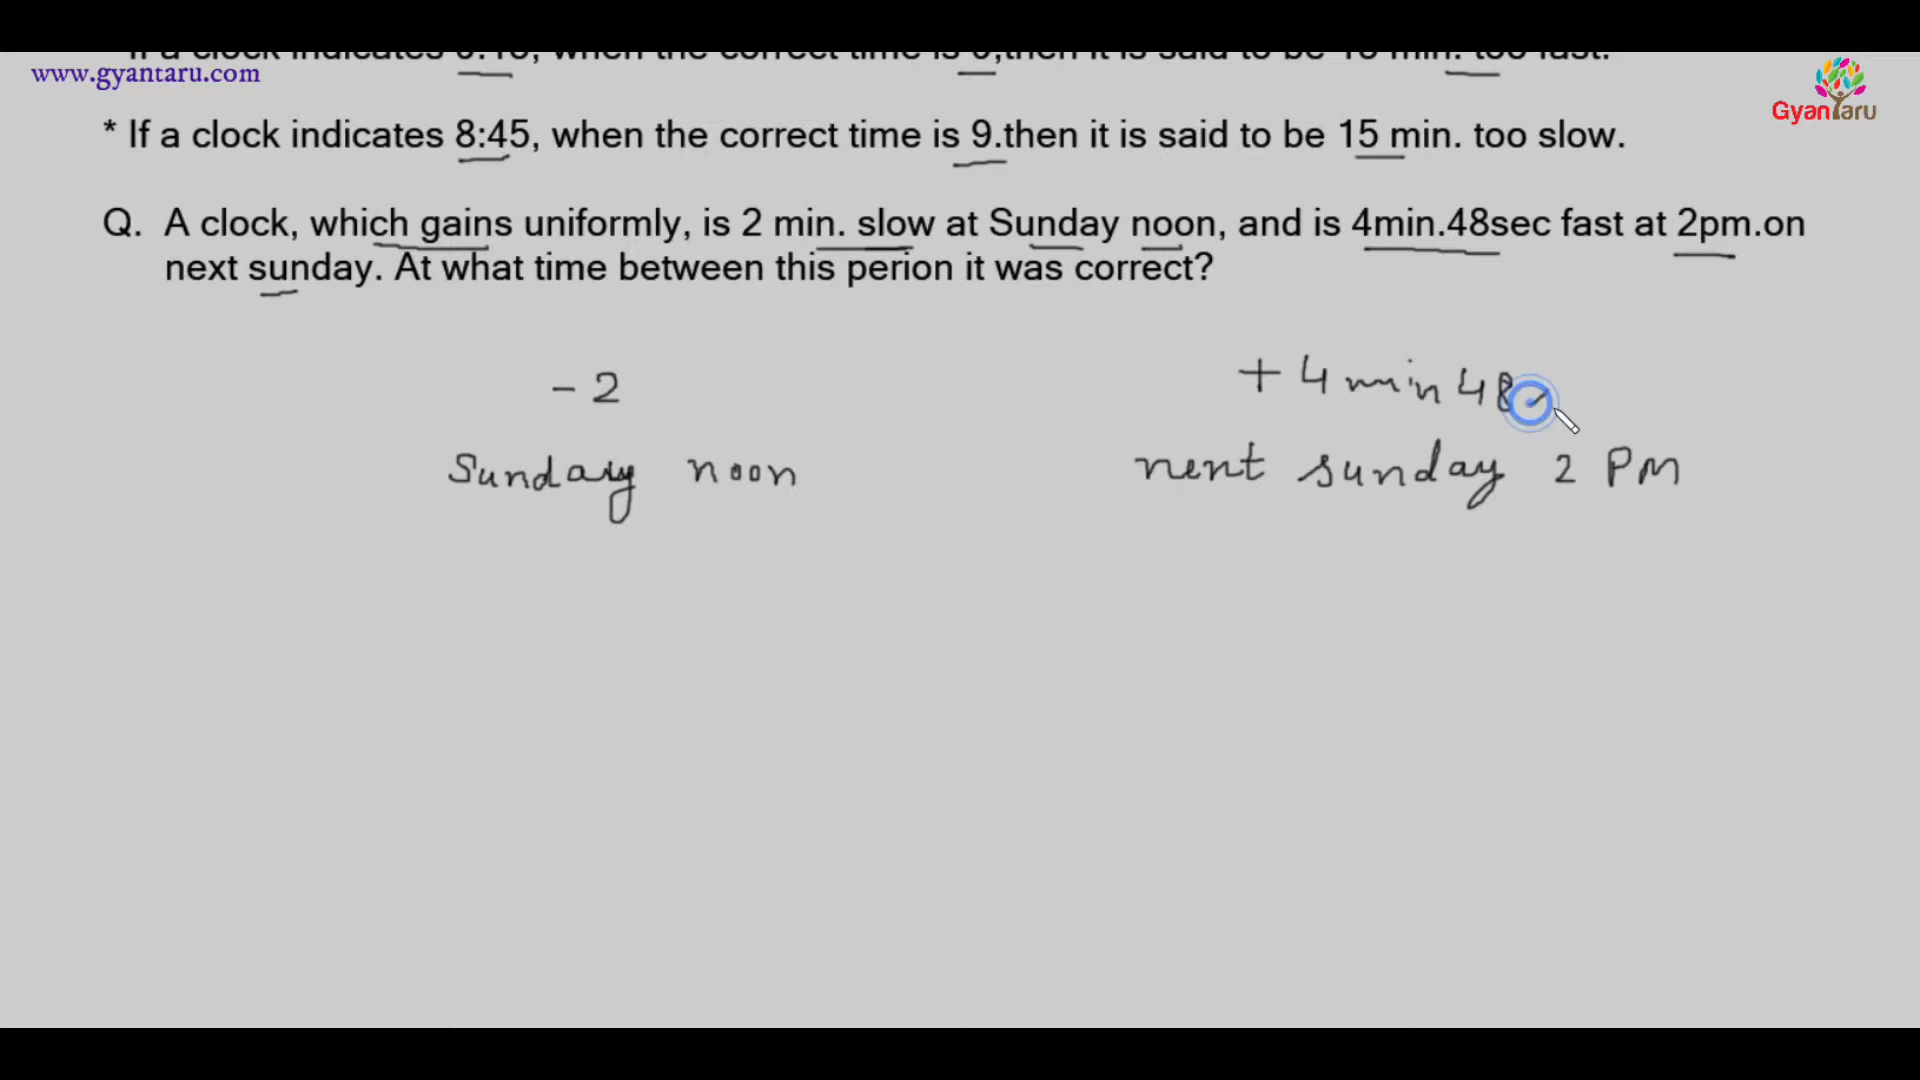 www.gyantaru.com
GyanTaru
* If a clock indicates 8:45, when the correct time is 9.then it is said to be 15 min. too slow.
Q. A clock, which gains uniformly, is 2 min. slow at Sunday noon, and is 4min.48sec fast at 2pm.on
next sunday. At what time between this perion it was correct?
- 2
+ 4 min 48
Sunday noon
nent sunday 2 PM